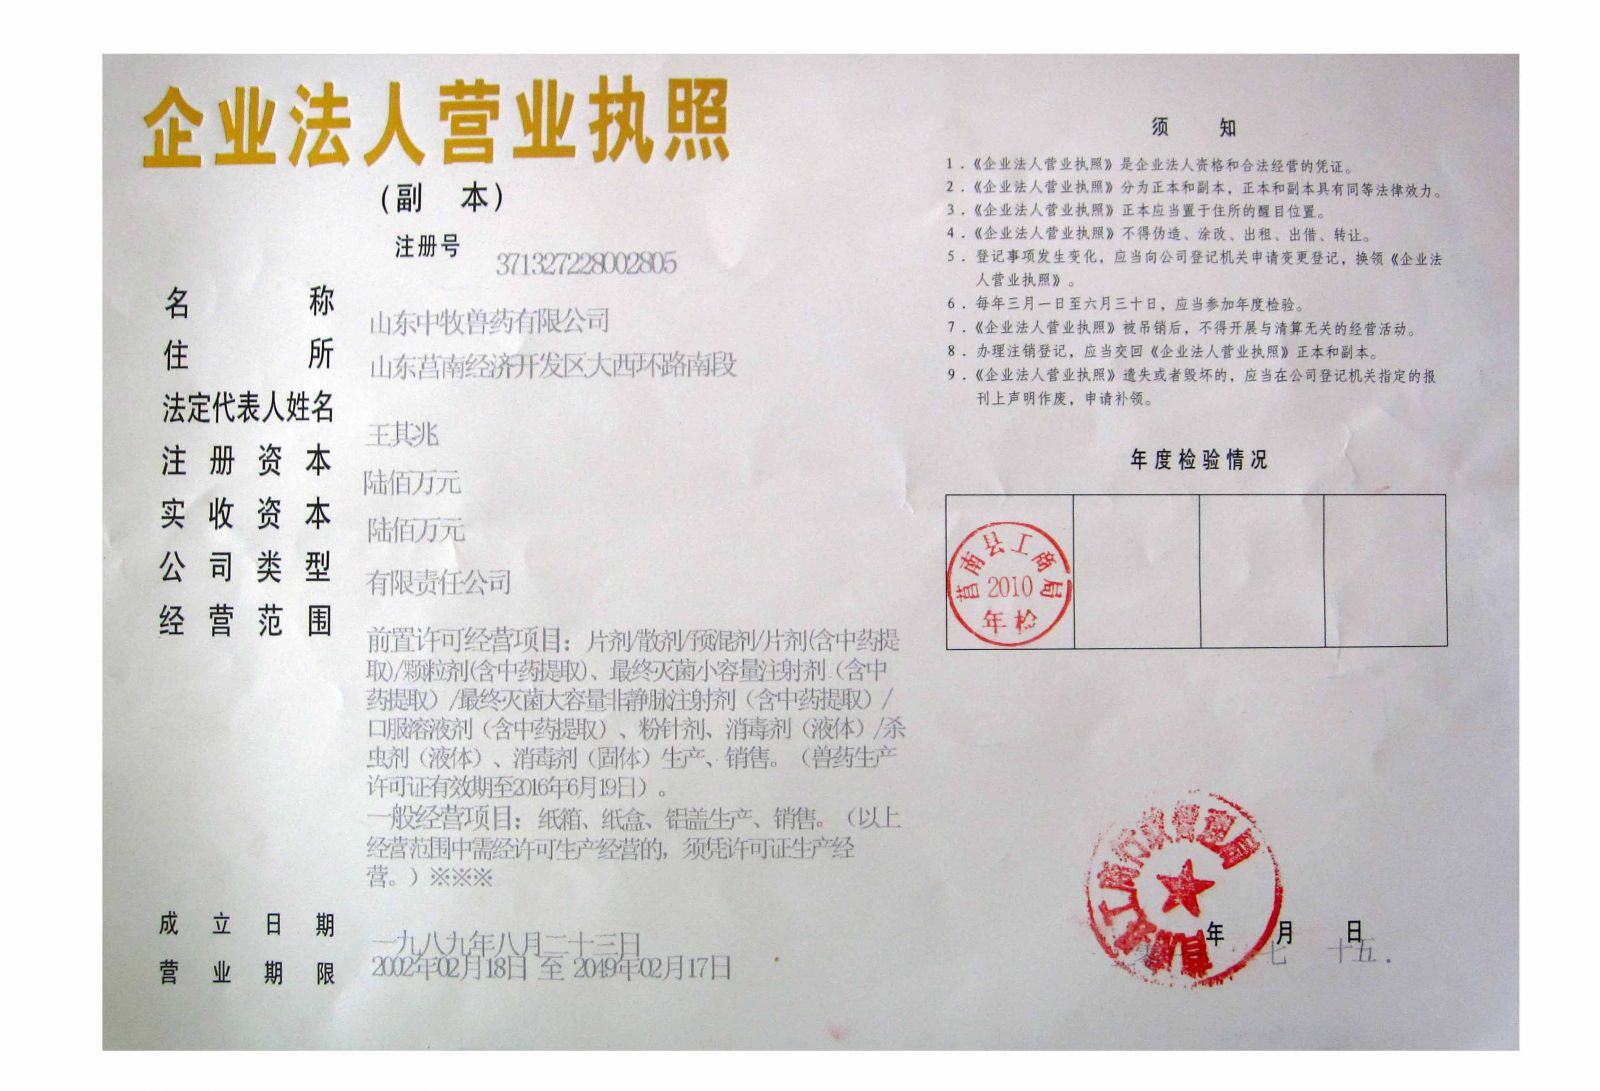 企业法人营业执照
(副 本)
注册号 371327228002805
名 称 山东中牧兽药有限公司
住 所 山东莒南经济开发区大西环路南段
法定代表人姓名 王其兆
注册资本 陆佰万元
实收资本 陆佰万元
公司类型 有限责任公司
经营范围 前置许可经营项目：片剂/散剂/预混剂/片剂(含中药提
取)/颗粒剂(含中药提取)、最终灭菌小容量注射剂（含中
药提取）/最终灭菌大容量非静脉注射剂（含中药提取）/
口服溶液剂（含中药提取）、粉针剂、消毒剂（液体）/杀
虫剂（液体）、消毒剂（固体）生产、销售。（兽药生产
许可证有效期至2016年6月19日）。
一般经营项目：纸箱、纸盒、铝盖生产、销售。（以上
经营范围中需经许可生产经营的，须凭许可证生产经
营。）※※※
成立日期 一九八九年八月二十三日
营业期限 2002年02月18日 至 2049年02月17日
须 知
1．《企业法人营业执照》是企业法人资格和合法经营的凭证。
2．《企业法人营业执照》分为正本和副本，正本和副本具有同等法律效力。
3．《企业法人营业执照》正本应当置于住所的醒目位置。
4．《企业法人营业执照》不得伪造、涂改、出租、出借、转让。
5．登记事项发生变化，应当向公司登记机关申请变更登记，换领《企业法
人营业执照》。
6．每年三月一日至六月三十日，应当参加年度检验。
7．《企业法人营业执照》被吊销后，不得开展与清算无关的经营活动。
8．办理注销登记，应当交回《企业法人营业执照》正本和副本。
9．《企业法人营业执照》遗失或者毁坏的，应当在公司登记机关指定的报
刊上声明作废，申请补领。
年度检验情况
莒南县工商局
2010
年检
年 月 日
七 十五